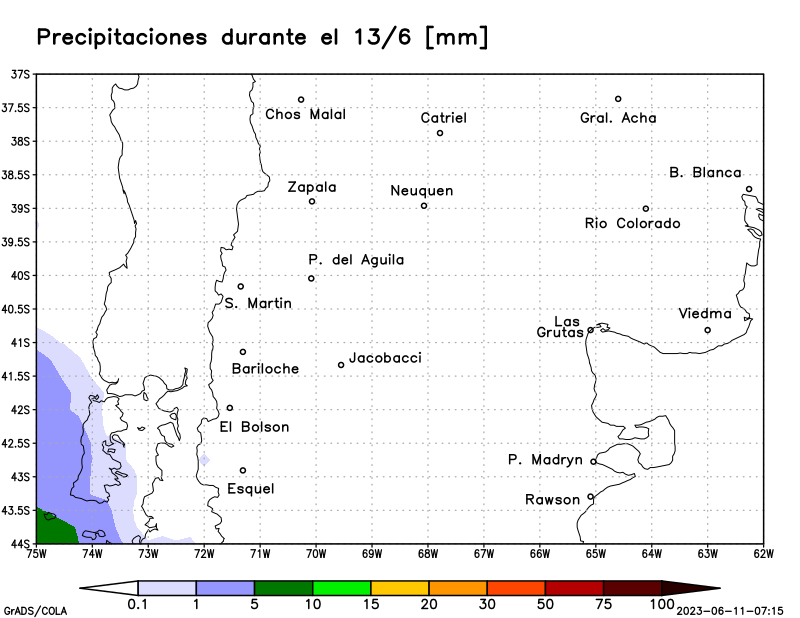 Precipitaciones durante el 13/6 [mm]
37S
37.5S
38S
38.5S
39S
39.5S
40S
40.5S
41S
41.5S
42S
42.5S
43S
43.5S
44S
Chos Malal
Catriel
Gral. Acha
B. Blanca
Zapala
Neuquen
Rio Colorado
P. del Aguila
S. Martin
Viedma
Las
Grutas
Bariloche
Jacobacci
El Bolson
P. Madryn
Esquel
Rawson
75W 74W 73W 72W 71W 70W 69W 68W 67W 66W 65W 64W 63W 62W
0.1 1 5 10 15 20 30 50 75 100
GrADS/COLA
2023-06-11-07:15